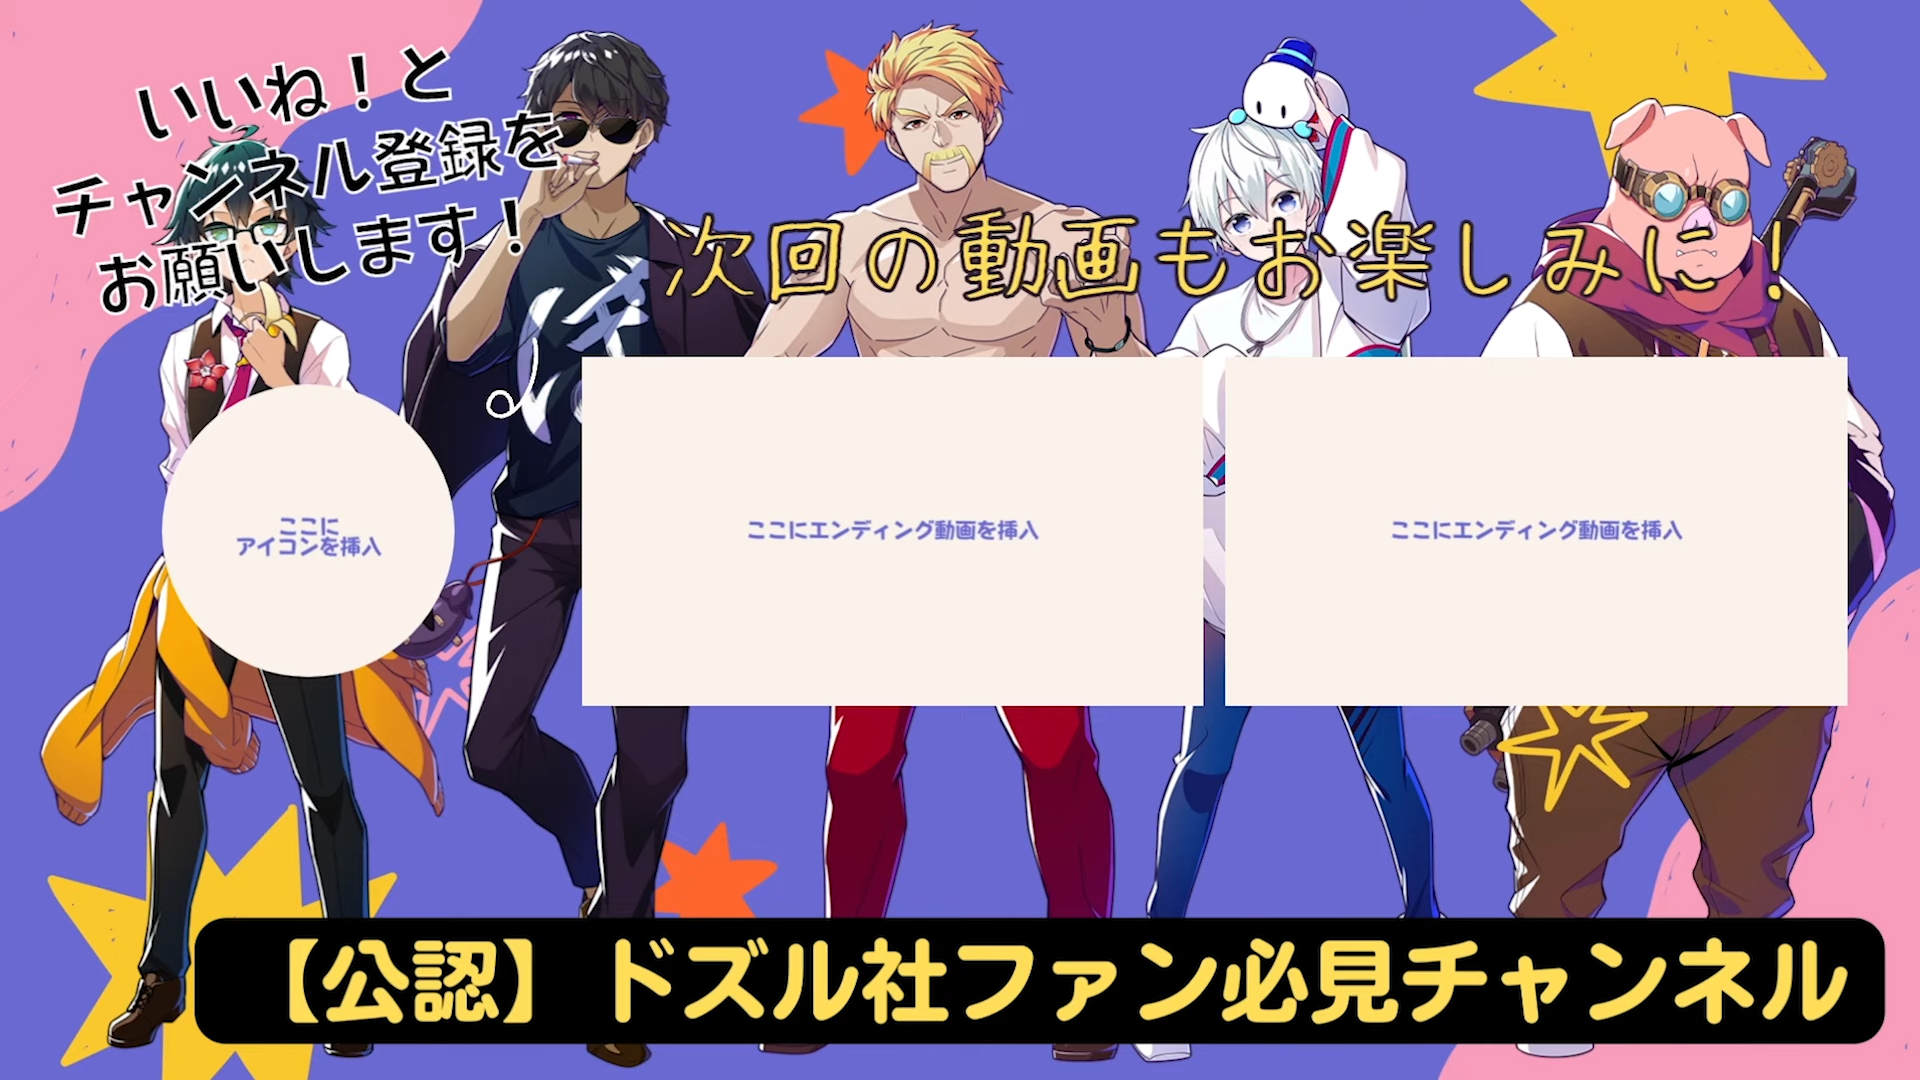 いいね！と
チャンネル登録を
お願いします！
次回の動画もお楽しみに！
ここに
アイコンを挿入
ここにエンディング動画を挿入
ここにエンディング動画を挿入
【公認】ドズル社ファン必見チャンネル